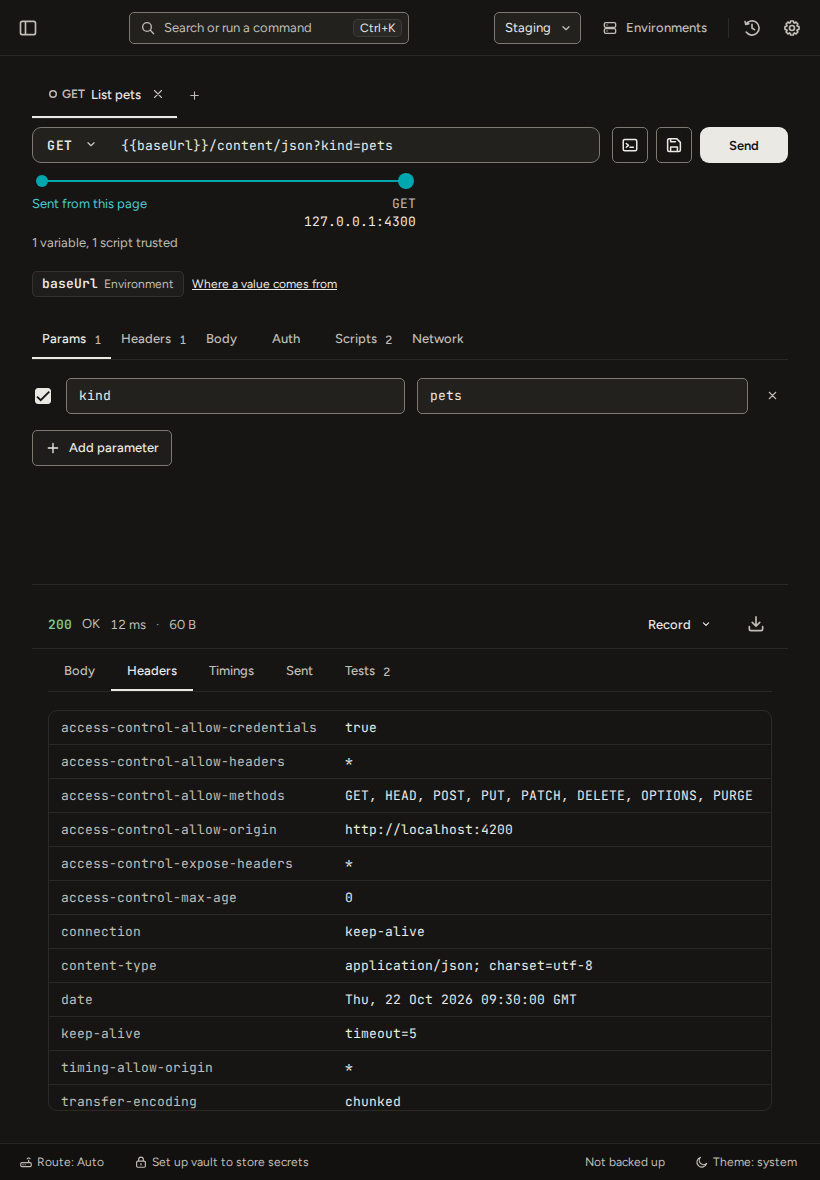 Search or run a command Ctrl+K Staging Environments
GET List pets
GET {{baseUrl}}/content/json?kind=pets Send
Sent from this page GET
127.0.0.1:4300
1 variable, 1 script trusted
baseUrl Environment Where a value comes from
Params 1 Headers 1 Body Auth Scripts 2 Network
kind pets
Add parameter
200 OK 12 ms · 60 B Record
Body Headers Timings Sent Tests 2
access-control-allow-credentials true
access-control-allow-headers *
access-control-allow-methods GET, HEAD, POST, PUT, PATCH, DELETE, OPTIONS, PURGE
access-control-allow-origin http://localhost:4200
access-control-expose-headers *
access-control-max-age 0
connection keep-alive
content-type application/json; charset=utf-8
date Thu, 22 Oct 2026 09:30:00 GMT
keep-alive timeout=5
timing-allow-origin *
transfer-encoding chunked
Route: Auto Set up vault to store secrets Not backed up Theme: system